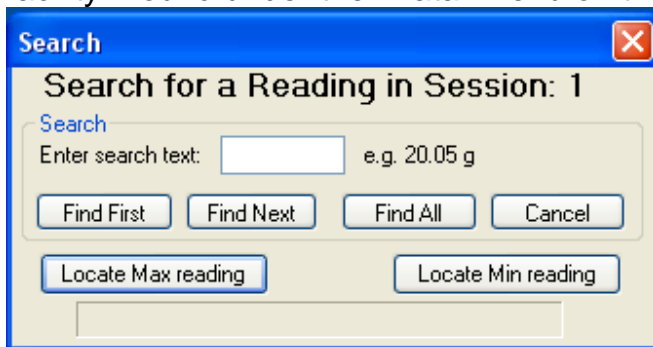 Search
Search for a Reading in Session: 1
Search
Enter search text: e.g. 20.05 g
Find First Find Next Find All Cancel
Locate Max reading Locate Min reading